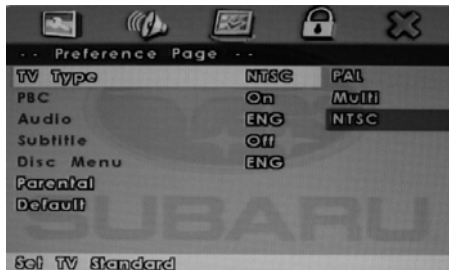 -- Preference Page --
TV Type NTSC PAL
PBC On Multi
Audio ENG NTSC
Subtitle Off
Disc Menu ENG
Parental
Default
SUBARU
Set TV Standard